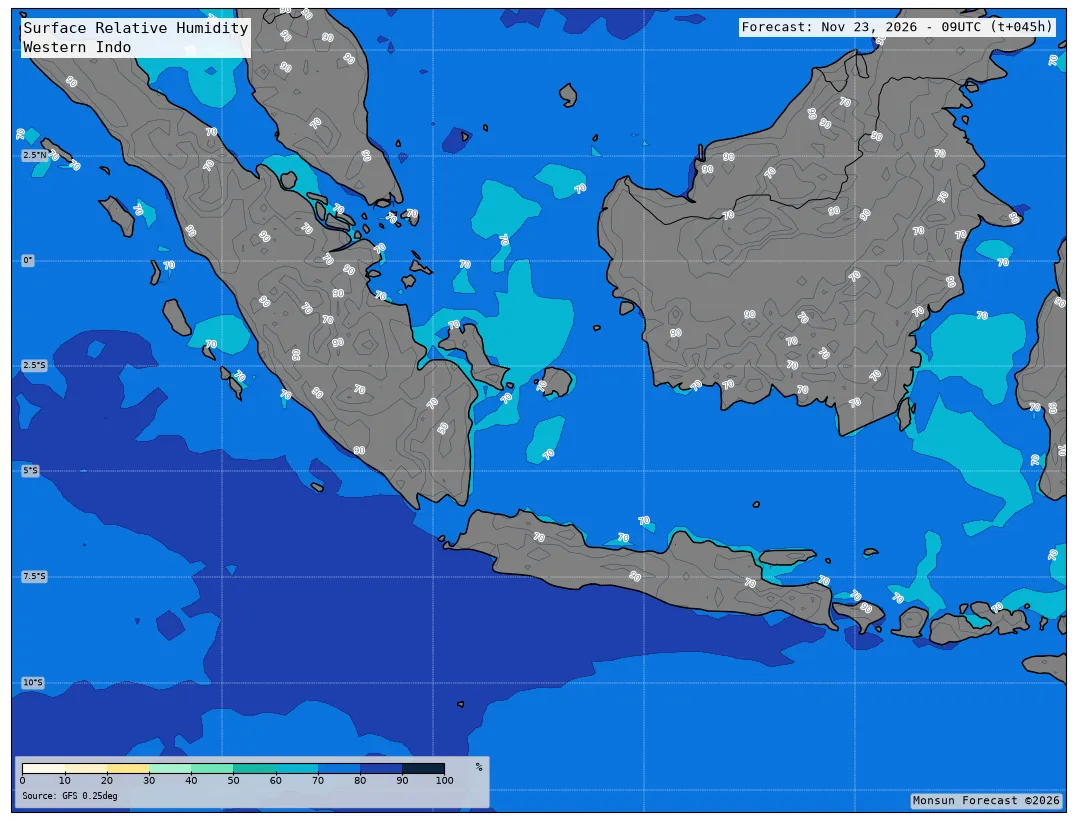 Surface Relative Humidity
Western Indo
Forecast: Nov 23, 2026 - 09UTC (t+045h)
2.5°N
0°
2.5°S
5°S
7.5°S
10°S
0 10 20 30 40 50 60 70 80 90 100
%
Source: GFS 0.25deg
Monsun Forecast ©2026